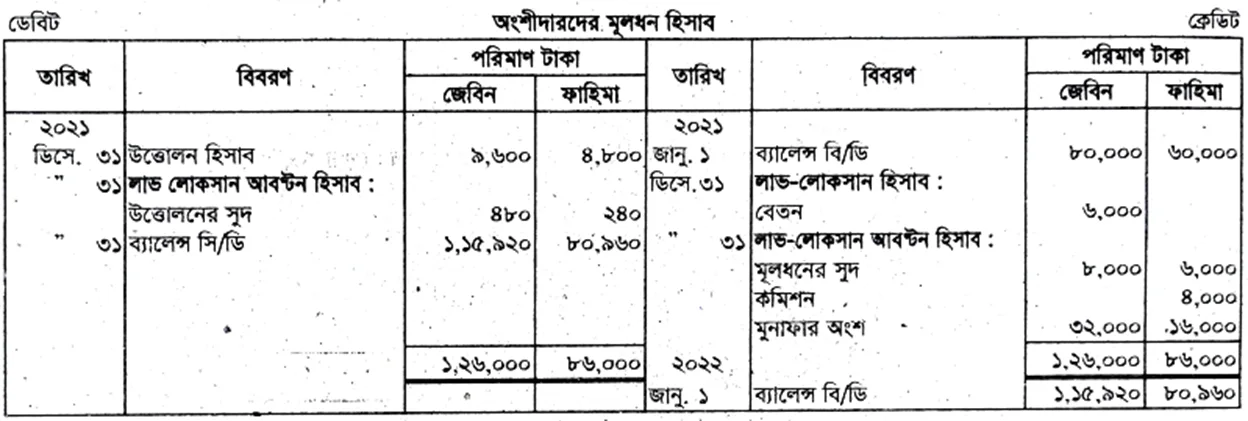 ডেবিট অংশীদারদের মূলধন হিসাব ক্রেডিট
তারিখ বিবরণ পরিমাণ টাকা তারিখ বিবরণ পরিমাণ টাকা
জেবিন ফাহিমা জেবিন ফাহিমা
২০২১ ২০২১
ডিসে. ৩১ উত্তোলন হিসাব ৯,৬০০ ৪,৮০০ জানু. ১ ব্যালেন্স বি/ডি ৮০,০০০ ৬০,০০০
" ৩১ লাভ লোকসান আবণ্টন হিসাব : ডিসে.৩১ লাভ-লোকসান হিসাব :
উত্তোলনের সুদ ৪৮০ ২৪০ বেতন ৬,০০০
" ৩১ ব্যালেন্স সি/ডি ১,১৫,৯২০ ৮০,৯৬০ " ৩১ লাভ-লোকসান আবণ্টন হিসাব :
মূলধনের সুদ ৮,০০০ ৬,০০০
কমিশন ৪,০০০
মুনাফার অংশ ৩২,০০০ ১৬,০০০
১,২৬,০০০ ৮৬,০০০ ২০২২ ১,২৬,০০০ ৮৬,০০০
জানু. ১ ব্যালেন্স বি/ডি ১,১৫,৯২০ ৮০,৯৬০